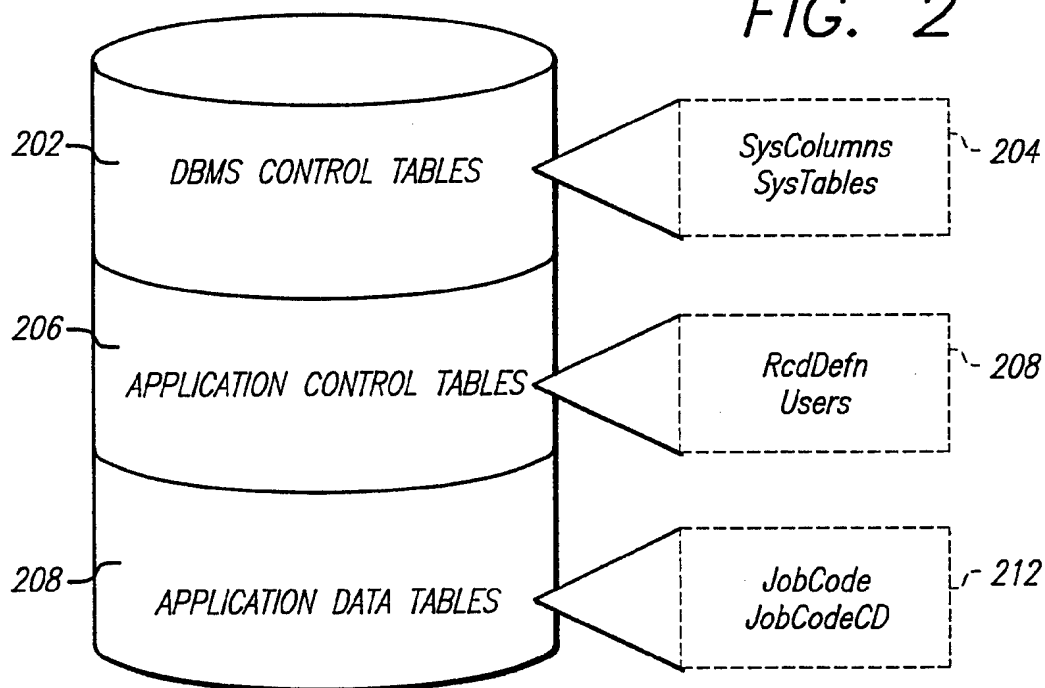 FIG. 2
202
DBMS CONTROL TABLES
SysColumns
SysTables
204
206
APPLICATION CONTROL TABLES
RcdDefn
Users
208
208
APPLICATION DATA TABLES
JobCode
JobCodeCD
212